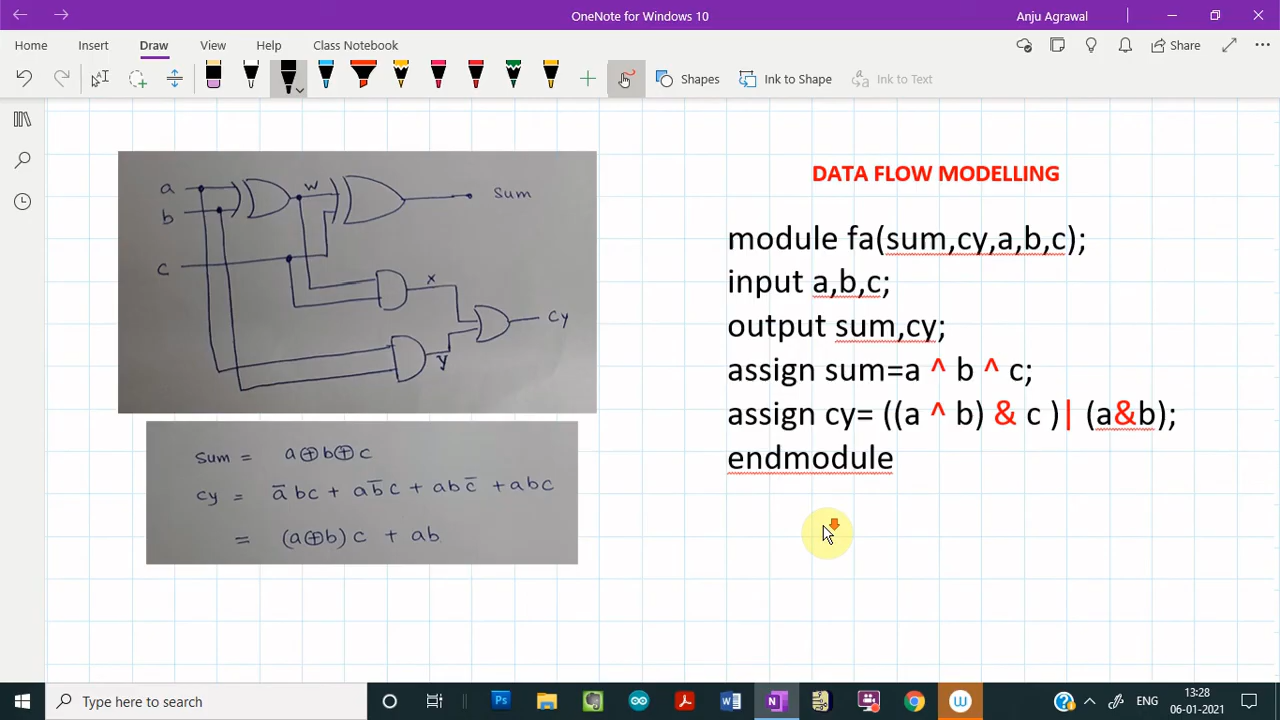 OneNote for Windows 10
Anju Agrawal
Home Insert Draw View Help Class Notebook
Share
Shapes
Ink to Shape
Ink to Text
a
b
c
w
Sum
x
y
Cy
Sum = a⊕b⊕c
cy = a̅bc + ab̅c + abc̅ + abc
= (a⊕b) c + ab
DATA FLOW MODELLING
module fa(sum,cy,a,b,c);
input a,b,c;
output sum,cy;
assign sum=a ^ b ^ c;
assign cy= ((a ^ b) & c )| (a&b);
endmodule
Type here to search
ENG
13:28
06-01-2021